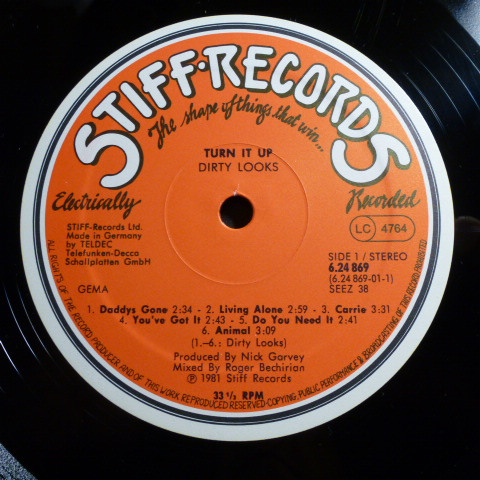 STIFF·RECORDS
The shape of things that win...
TURN IT UP
DIRTY LOOKS
Electrically
Recorded
STIFF-Records Ltd.
Made in Germany
by TELDEC
Telefunken-Decca
Schallplatten GmbH
GEMA
LC 4764
SIDE 1 / STEREO
6.24 869
(6.24 869-01-1)
SEEZ 38
1. Daddys Gone 2:34 - 2. Living Alone 2:59 - 3. Carrie 3:31
4. You've Got It 2:43 - 5. Do You Need It 2:41
6. Animal 3:09
(1.–6.: Dirty Looks)
Produced By Nick Garvey
Mixed By Roger Bechirian
Ⓟ 1981 Stiff Records
33 1/3 RPM
ALL RIGHTS OF THE RECORD PRODUCER AND OF THIS WORK REPRODUCED RESERVED-COPYING, PUBLIC PERFORMANCE & BROADCASTING OF THIS RECORD PROHIBITED